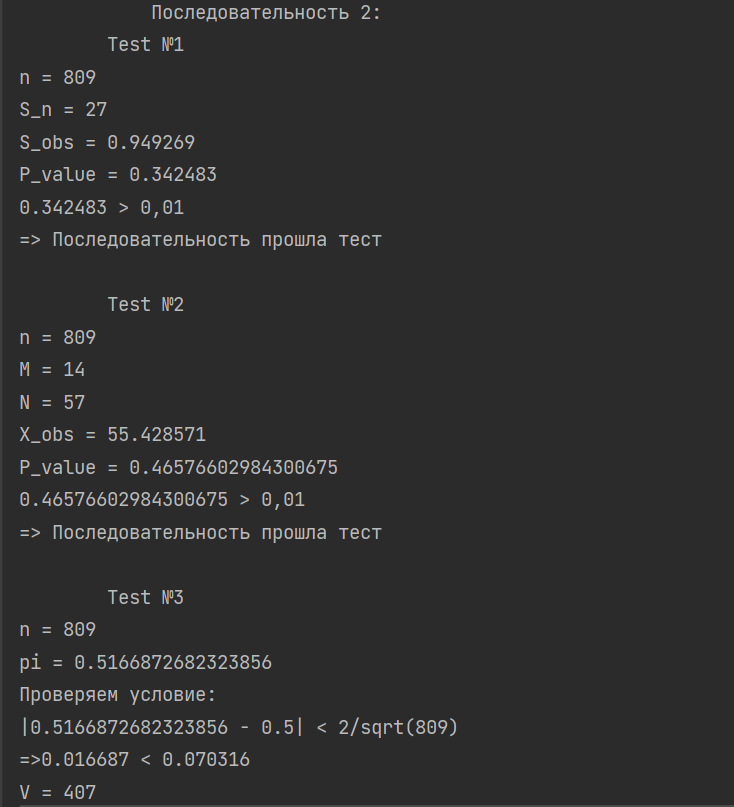 Последовательность 2:
Test №1
n = 809
S_n = 27
S_obs = 0.949269
P_value = 0.342483
0.342483 > 0,01
=> Последовательность прошла тест
Test №2
n = 809
M = 14
N = 57
X_obs = 55.428571
P_value = 0.46576602984300675
0.46576602984300675 > 0,01
=> Последовательность прошла тест
Test №3
n = 809
pi = 0.5166872682323856
Проверяем условие:
|0.5166872682323856 - 0.5| < 2/sqrt(809)
=>0.016687 < 0.070316
V = 407